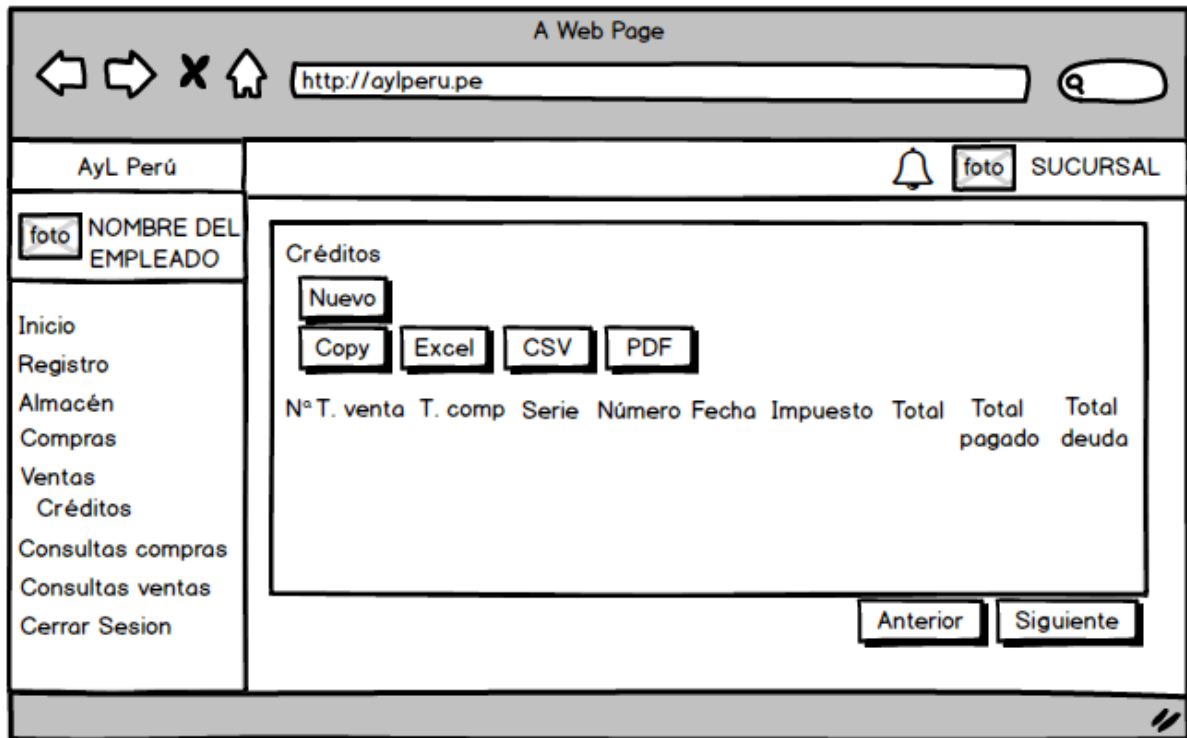 A Web Page
http://aylperu.pe
AyL Perú
foto SUCURSAL
foto NOMBRE DEL
EMPLEADO
Inicio
Registro
Almacén
Compras
Ventas
Créditos
Consultas compras
Consultas ventas
Cerrar Sesion
Créditos
Nuevo
Copy Excel CSV PDF
Nª T. venta T. comp Serie Número Fecha Impuesto Total Total pagado Total deuda
Anterior Siguiente